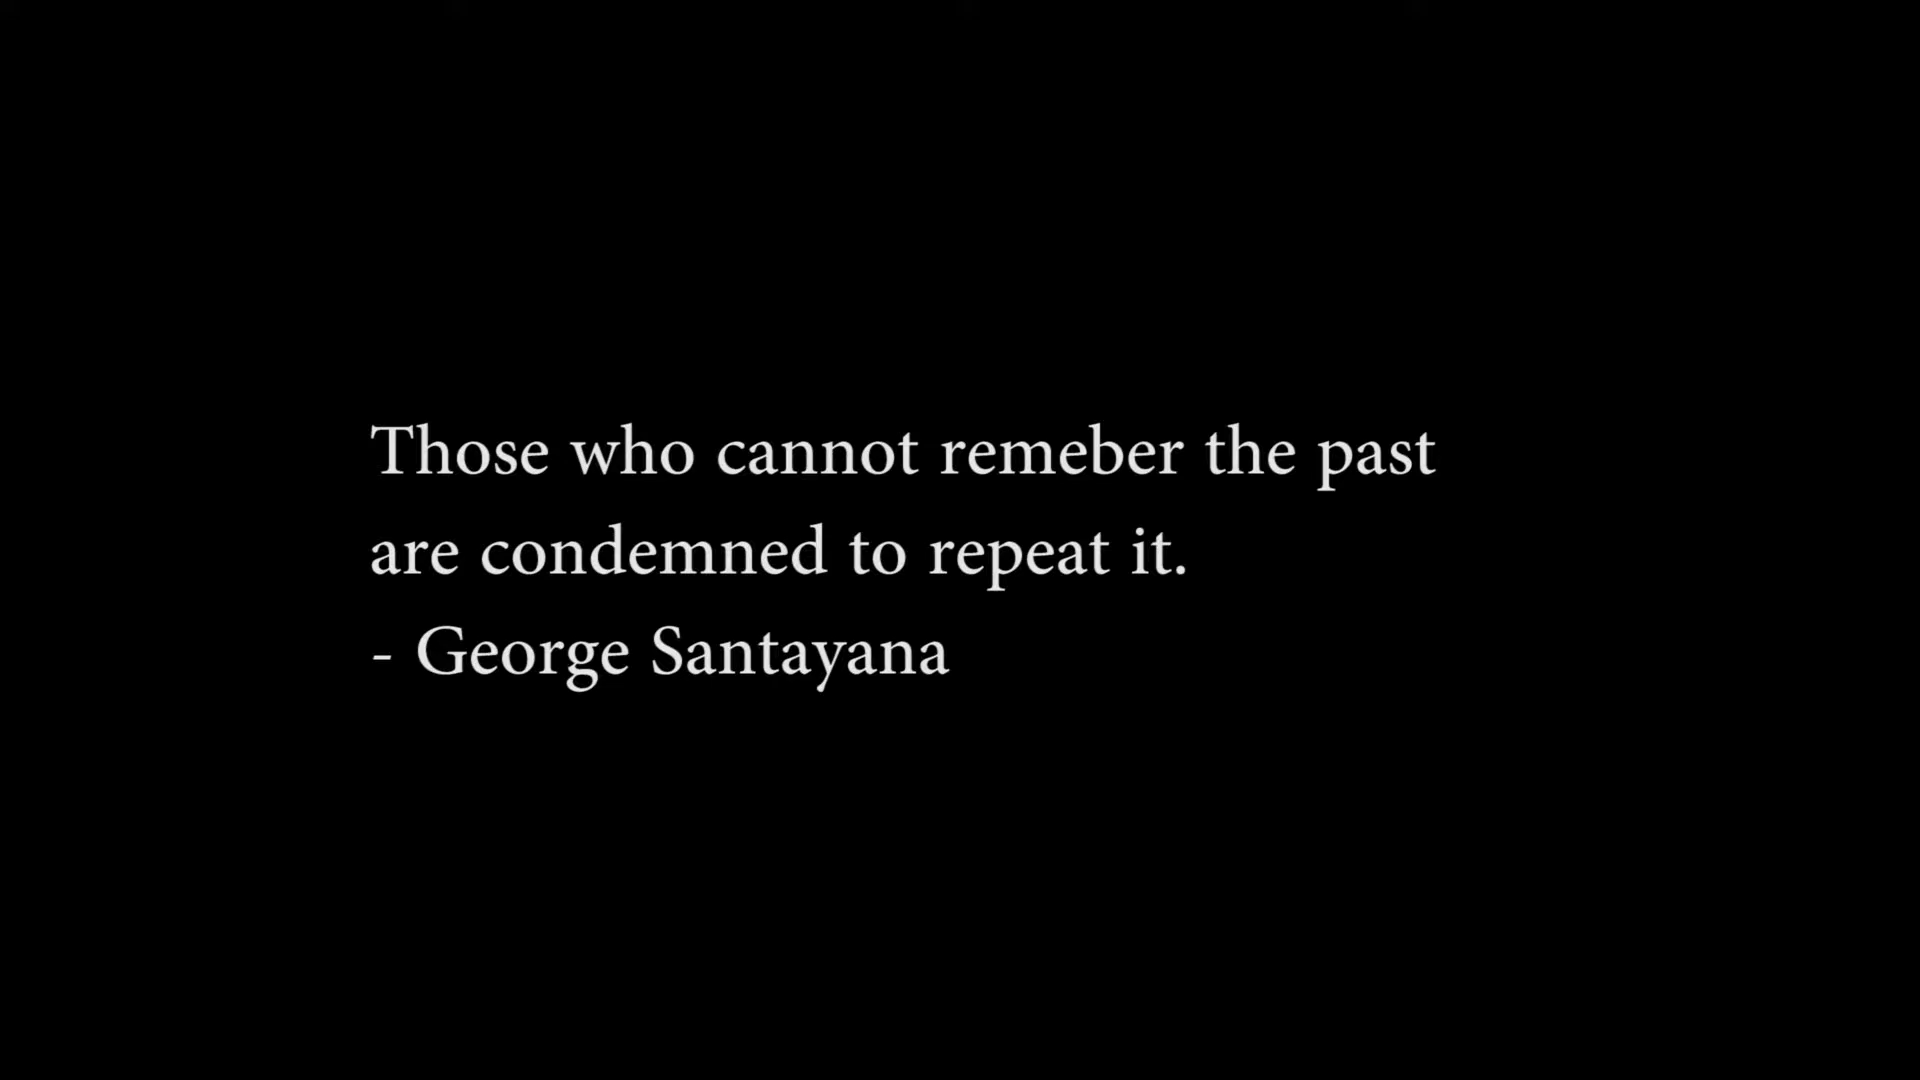 Those who cannot remeber the past
are condemned to repeat it.
- George Santayana